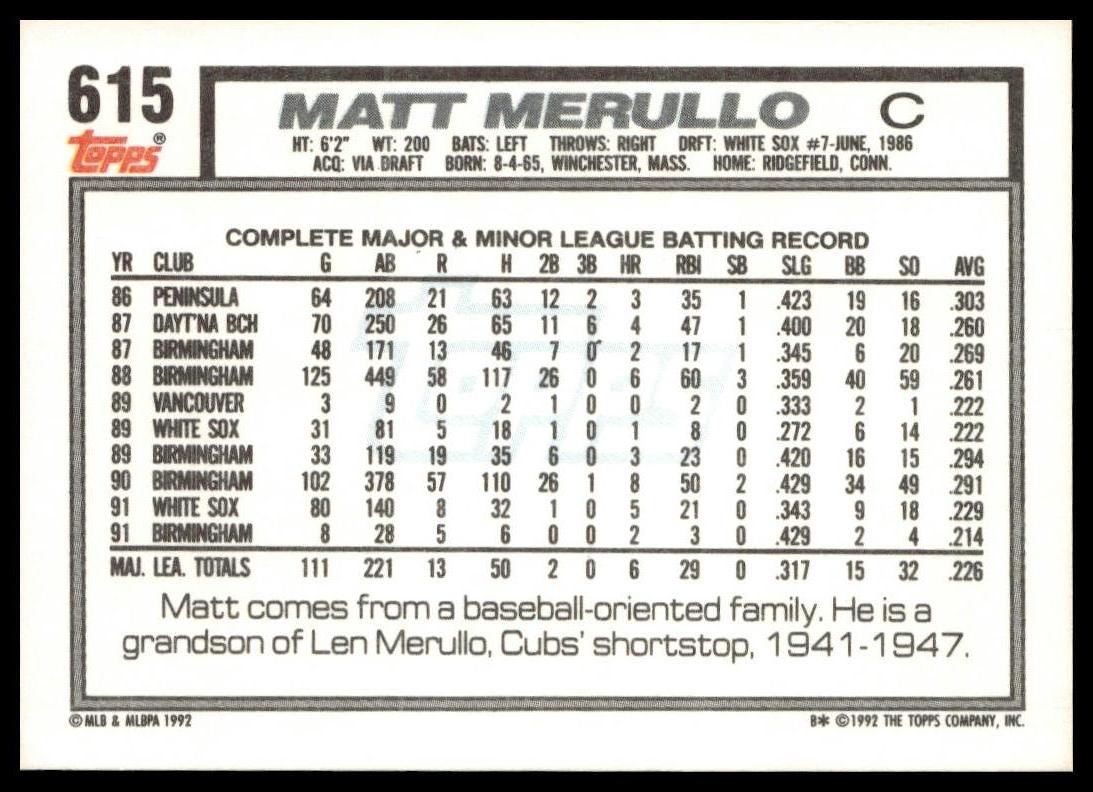 615
topps®
MATT MERULLO C
HT: 6'2" WT: 200 BATS: LEFT THROWS: RIGHT DRFT: WHITE SOX #7-JUNE, 1986
ACQ: VIA DRAFT BORN: 8-4-65, WINCHESTER, MASS. HOME: RIDGEFIELD, CONN.
COMPLETE MAJOR & MINOR LEAGUE BATTING RECORD
YR CLUB G AB R H 2B 3B HR RBI SB SLG BB SO AVG
86 PENINSULA 64 208 21 63 12 2 3 35 1 .423 19 16 .303
87 DAYT'NA BCH 70 250 26 65 11 6 4 47 1 .400 20 18 .260
87 BIRMINGHAM 48 171 13 46 7 0 2 17 1 .345 6 20 .269
88 BIRMINGHAM 125 449 58 117 26 0 6 60 3 .359 40 59 .261
89 VANCOUVER 3 9 0 2 1 0 0 2 0 .333 2 1 .222
89 WHITE SOX 31 81 5 18 1 0 1 8 0 .272 6 14 .222
89 BIRMINGHAM 33 119 19 35 6 0 3 23 0 .420 16 15 .294
90 BIRMINGHAM 102 378 57 110 26 1 8 50 2 .429 34 49 .291
91 WHITE SOX 80 140 8 32 1 0 5 21 0 .343 9 18 .229
91 BIRMINGHAM 8 28 5 6 0 0 2 3 0 .429 2 4 .214
MAJ. LEA. TOTALS 111 221 13 50 2 0 6 29 0 .317 15 32 .226
Matt comes from a baseball-oriented family. He is a
grandson of Len Merullo, Cubs' shortstop, 1941-1947.
© MLB & MLBPA 1992 B* © 1992 THE TOPPS COMPANY, INC.